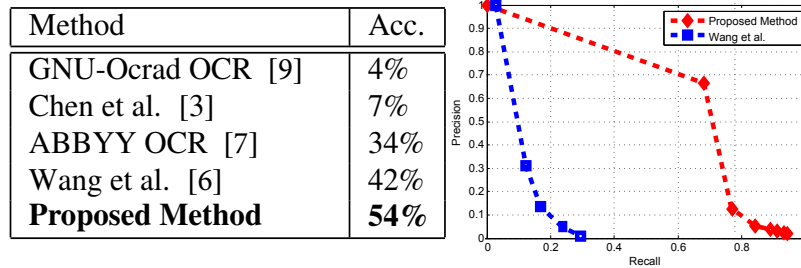 Method Acc.
GNU-Ocrad OCR [9] 4%
Chen et al. [3] 7%
ABBYY OCR [7] 34%
Wang et al. [6] 42%
Proposed Method 54%
1
0.9
0.8
0.7
0.6
0.5
0.4
0.3
0.2
0.1
0
0 0.2 0.4 0.6 0.8
Precision
Recall
Proposed Method
Wang et al.